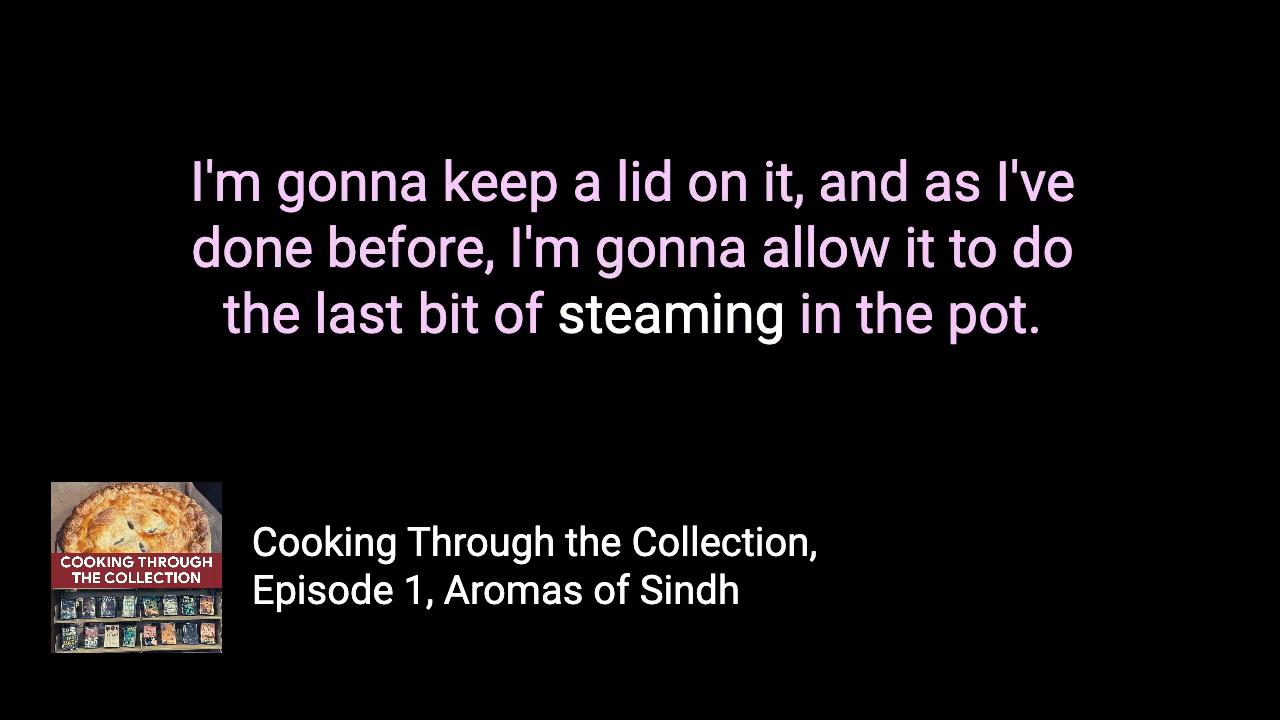 I'm gonna keep a lid on it, and as I've
done before, I'm gonna allow it to do
the last bit of steaming in the pot.
COOKING THROUGH
THE COLLECTION
Cooking Through the Collection,
Episode 1, Aromas of Sindh